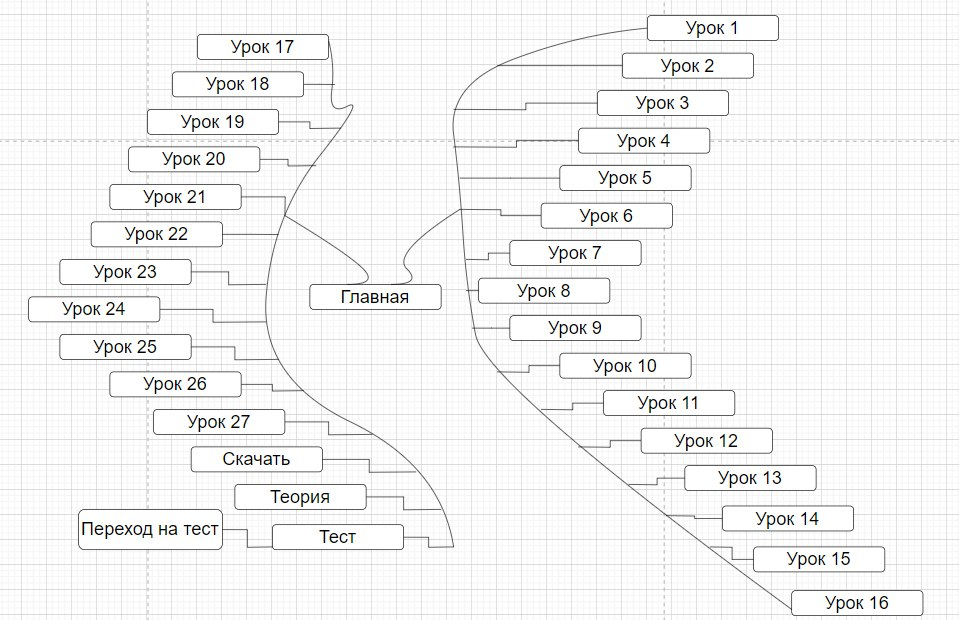 Урок 17
Урок 18
Урок 19
Урок 20
Урок 21
Урок 22
Урок 23
Урок 24
Урок 25
Урок 26
Урок 27
Скачать
Теория
Переход на тест
Тест
Главная
Урок 1
Урок 2
Урок 3
Урок 4
Урок 5
Урок 6
Урок 7
Урок 8
Урок 9
Урок 10
Урок 11
Урок 12
Урок 13
Урок 14
Урок 15
Урок 16